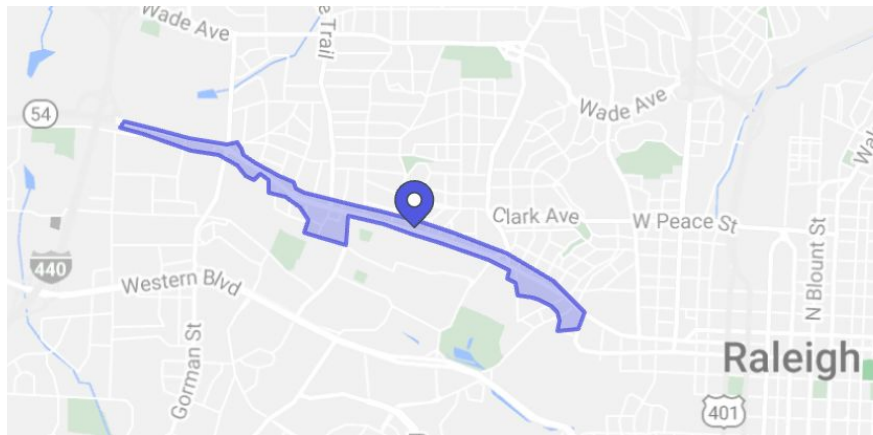 Wade Ave
e Trail
54
Wade Ave
Wal
Clark Ave
W Peace St
440
Western Blvd
N Blount St
Gorman St
Raleigh
401